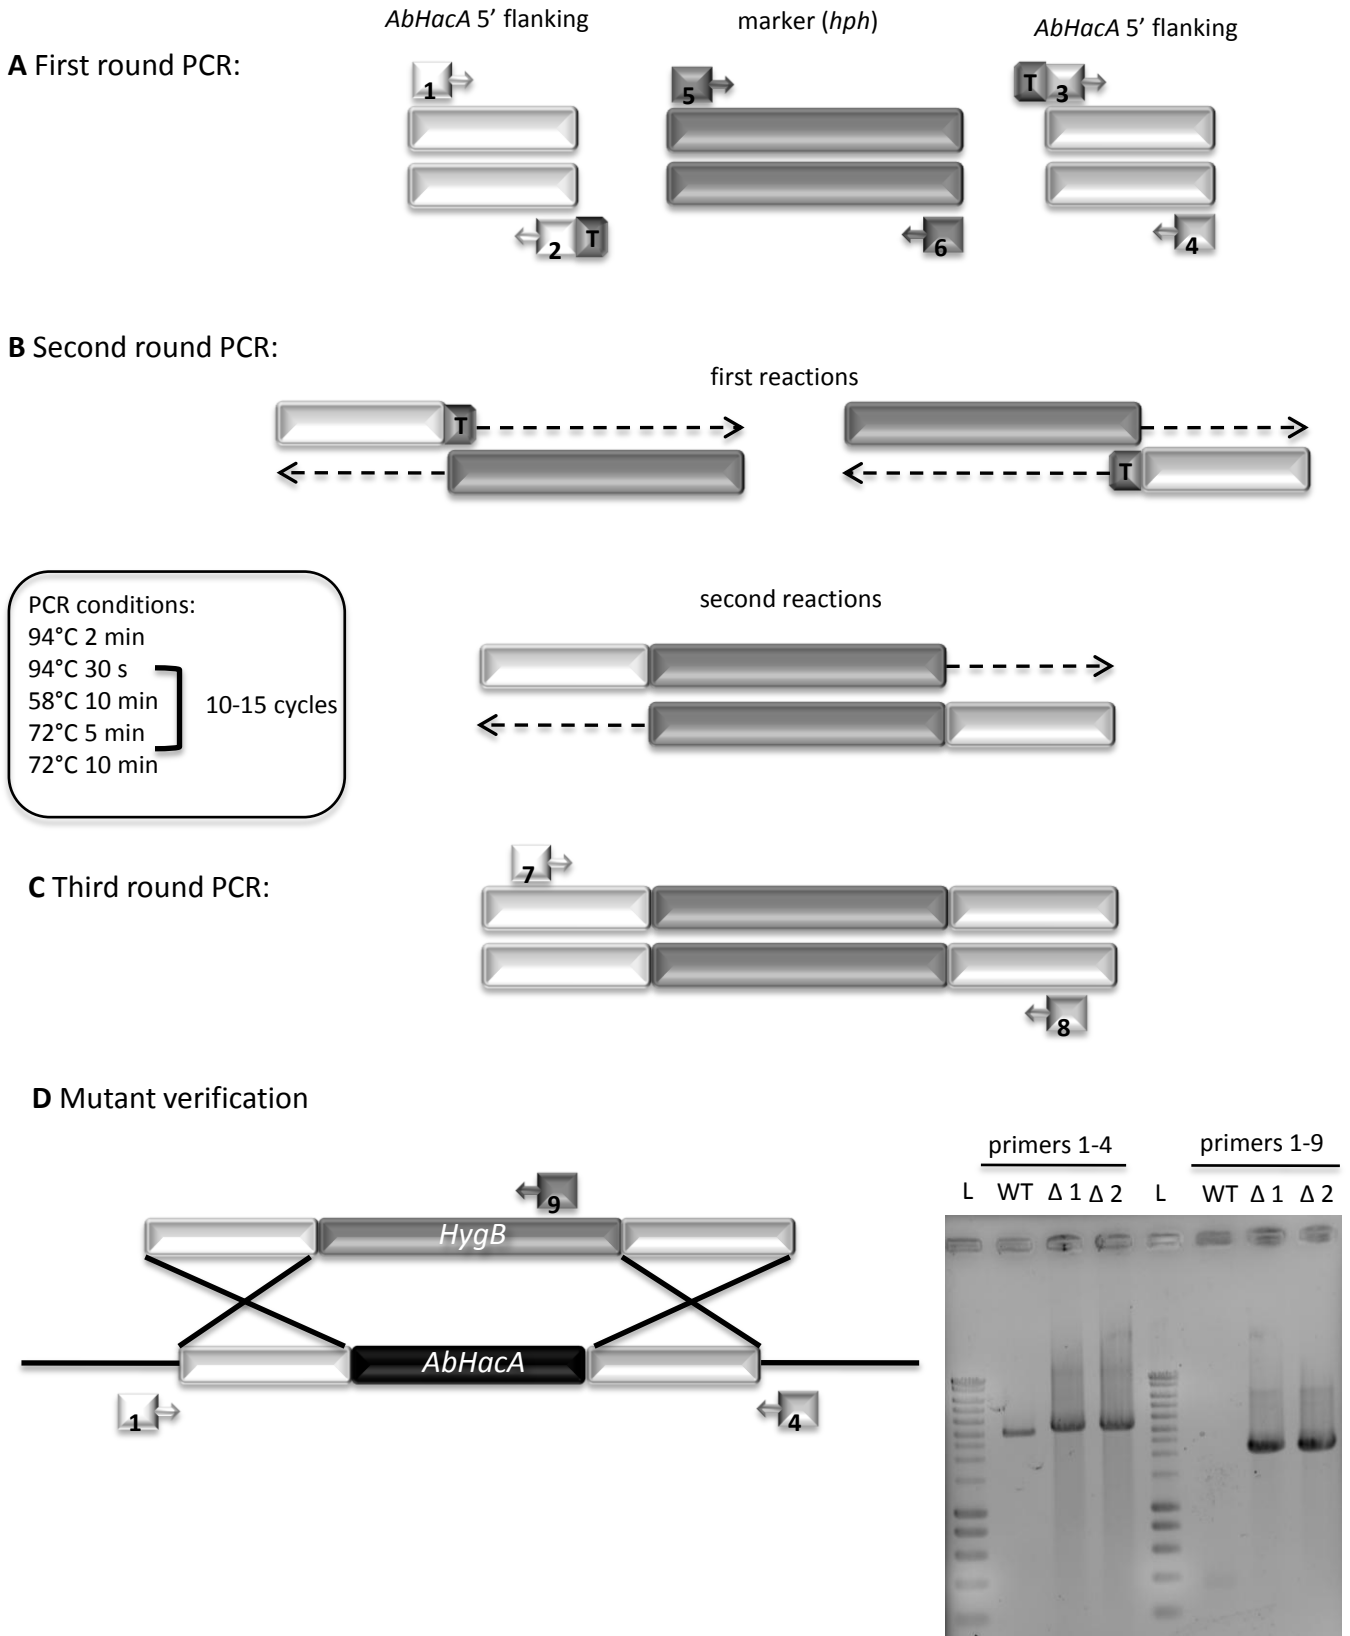 AbHacA 5’ flanking
marker (hph)
AbHacA 5’ flanking
A First round PCR:
1
5
T 3
2 T
6
4
B Second round PCR:
first reactions
T
T
PCR conditions:
94°C 2 min
94°C 30 s
58°C 10 min
72°C 5 min
72°C 10 min
10-15 cycles
second reactions
C Third round PCR:
7
8
D Mutant verification
9
HygB
AbHacA
1
4
primers 1-4
primers 1-9
L WT Δ 1 Δ 2 L WT Δ 1 Δ 2